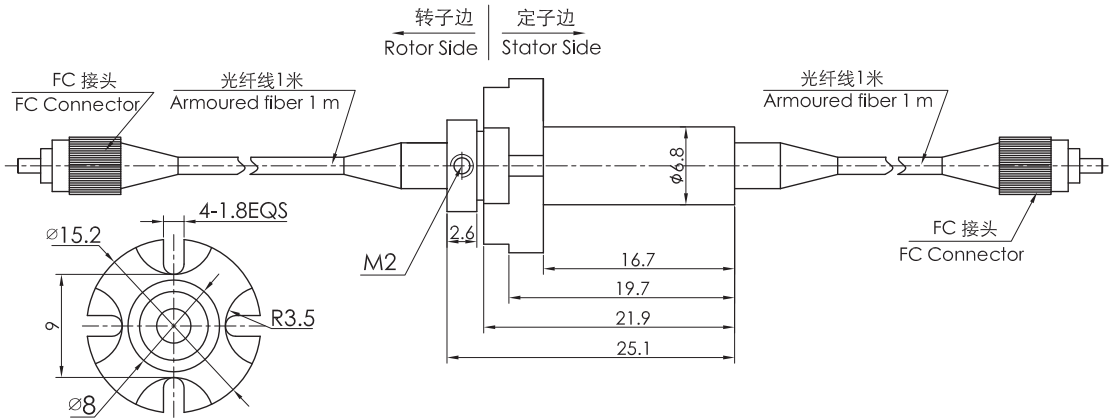 转子边
定子边
Rotor Side
Stator Side
FC 接头
FC Connector
光纤线1米
Armoured fiber 1 m
光纤线1米
Armoured fiber 1 m
ϕ6.8
4-1.8EQS
⌀15.2
2.6
M2
FC 接头
FC Connector
16.7
19.7
21.9
25.1
9
R3.5
⌀8